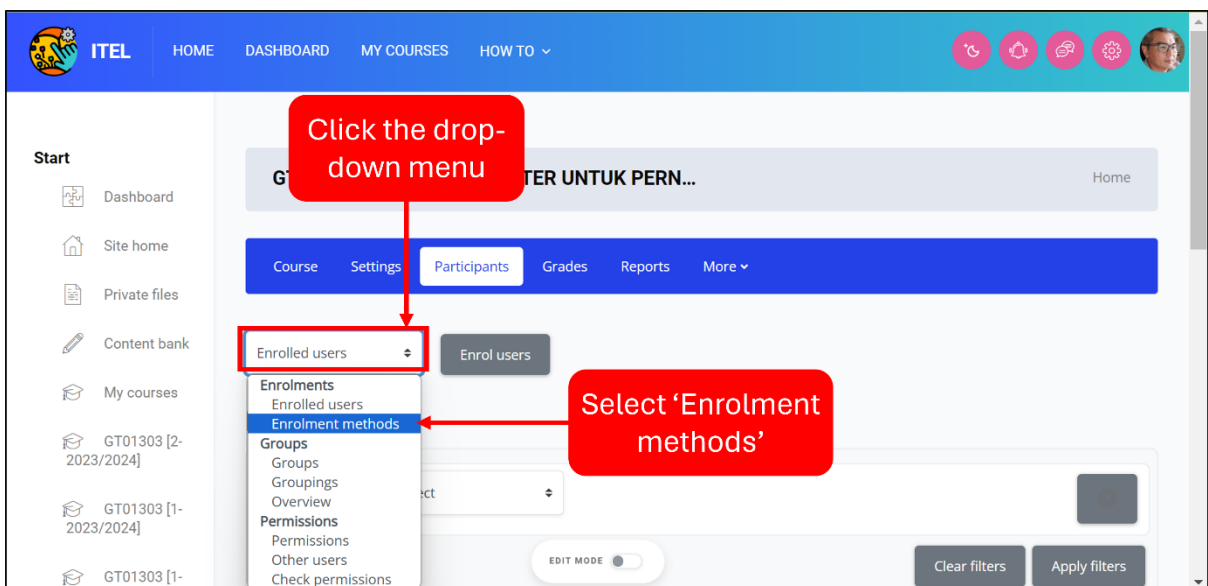 ITEL HOME DASHBOARD MY COURSES HOW TO
Click the drop-
down menu
Start
TER UNTUK PERN...
Home
Dashboard
Site home
Course Settings Participants Grades Reports More
Private files
Content bank
Enrolled users Enrol users
Enrolments
Enrolled users
Enrolment methods
Select 'Enrolment
methods'
My courses
Groups
Groups
Groupings
Overview
GT01303 [2-
2023/2024]
Permissions
Permissions
Other users
Check permissions
GT01303 [1-
2023/2024]
EDIT MODE
Clear filters Apply filters
GT01303 [1-